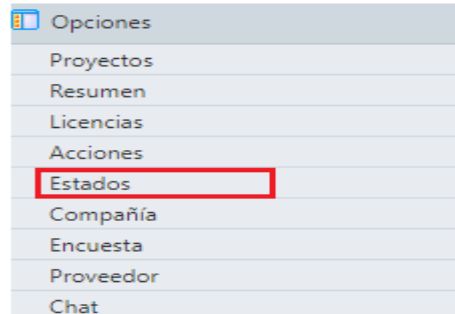 Opciones
Proyectos
Resumen
Licencias
Acciones
Estados
Compañía
Encuesta
Proveedor
Chat